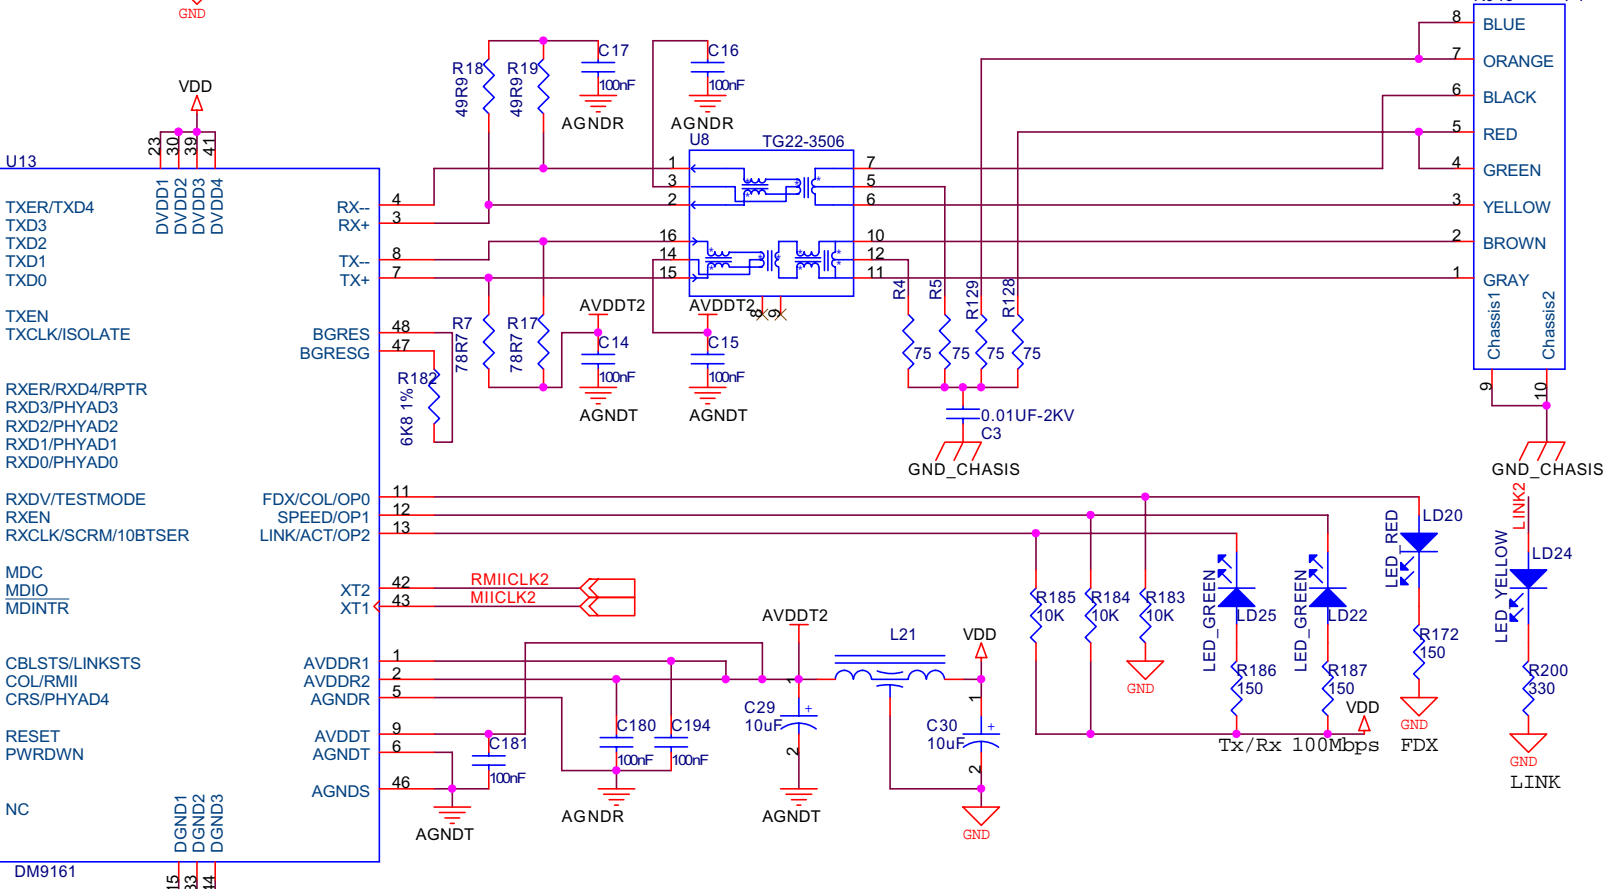 GND
VDD
23
30
39
41
U13
DVDD1
DVDD2
DVDD3
DVDD4
TXER/TXD4
TXD3
TXD2
TXD1
TXD0
TXEN
TXCLK/ISOLATE
RXER/RXD4/RPTR
RXD3/PHYAD3
RXD2/PHYAD2
RXD1/PHYAD1
RXD0/PHYAD0
RXDV/TESTMODE
RXEN
RXCLK/SCRM/10BTSER
MDC
MDIO
MDINTR
CBLSTS/LINKSTS
COL/RMII
CRS/PHYAD4
RESET
PWRDWN
NC
DGND1
DGND2
DGND3
15
33
44
DM9161
RX-- 4
RX+ 3
TX-- 8
TX+ 7
BGRES 48
BGRESG 47
FDX/COL/OP0 11
SPEED/OP1 12
LINK/ACT/OP2 13
XT2 42
XT1 43
AVDDR1 1
AVDDR2 2
AGNDR 5
AVDDT 9
AGNDT 6
AGNDS 46
R18
49R9
R19
49R9
C17
100nF
AGNDR
C16
100nF
AGNDR
U8
TG22-3506
1
3
2
16
14
15
7
5
6
10
12
11
8
9
R7
78R7
R17
78R7
AVDDT2
C14
100nF
AGNDT
AVDDT2
C15
100nF
AGNDT
R182
6K8 1%
R4
75
R5
75
R129
75
R128
75
0.01UF-2KV
C3
GND_CHASIS
8 BLUE
7 ORANGE
6 BLACK
5 RED
4 GREEN
3 YELLOW
2 BROWN
1 GRAY
Chassis1
Chassis2
9
10
GND_CHASIS
RMIICLK2
MIICLK2
R185
10K
R184
10K
R183
10K
GND
LED_GREEN
LD25
R186
150
LED_GREEN
LD22
R187
150
VDD
Tx/Rx 100Mbps FDX
LED_RED
LD20
R172
150
GND
LINK2
LED_YELLOW
LD24
R200
330
GND
LINK
AVDDT2
L21
VDD
1
C29
10uF
+
2
AGNDT
1
C30
10uF
+
2
GND
C181
100nF
AGNDT
C180
100nF
C194
100nF
AGNDR